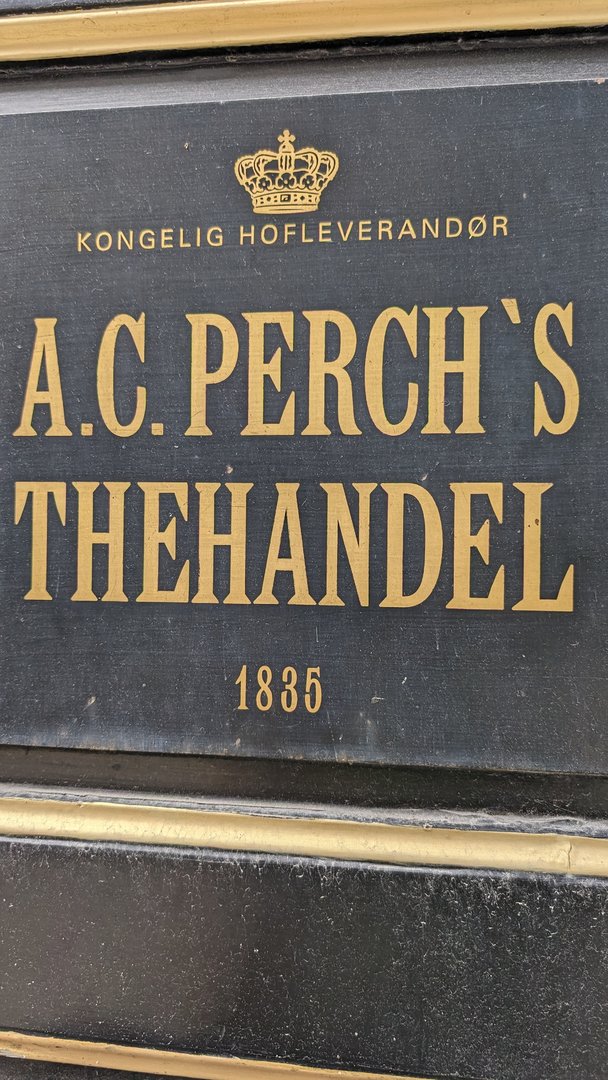 KONGELIG HOFLEVERANDØR
A.C. PERCH`S
THEHANDEL
1835